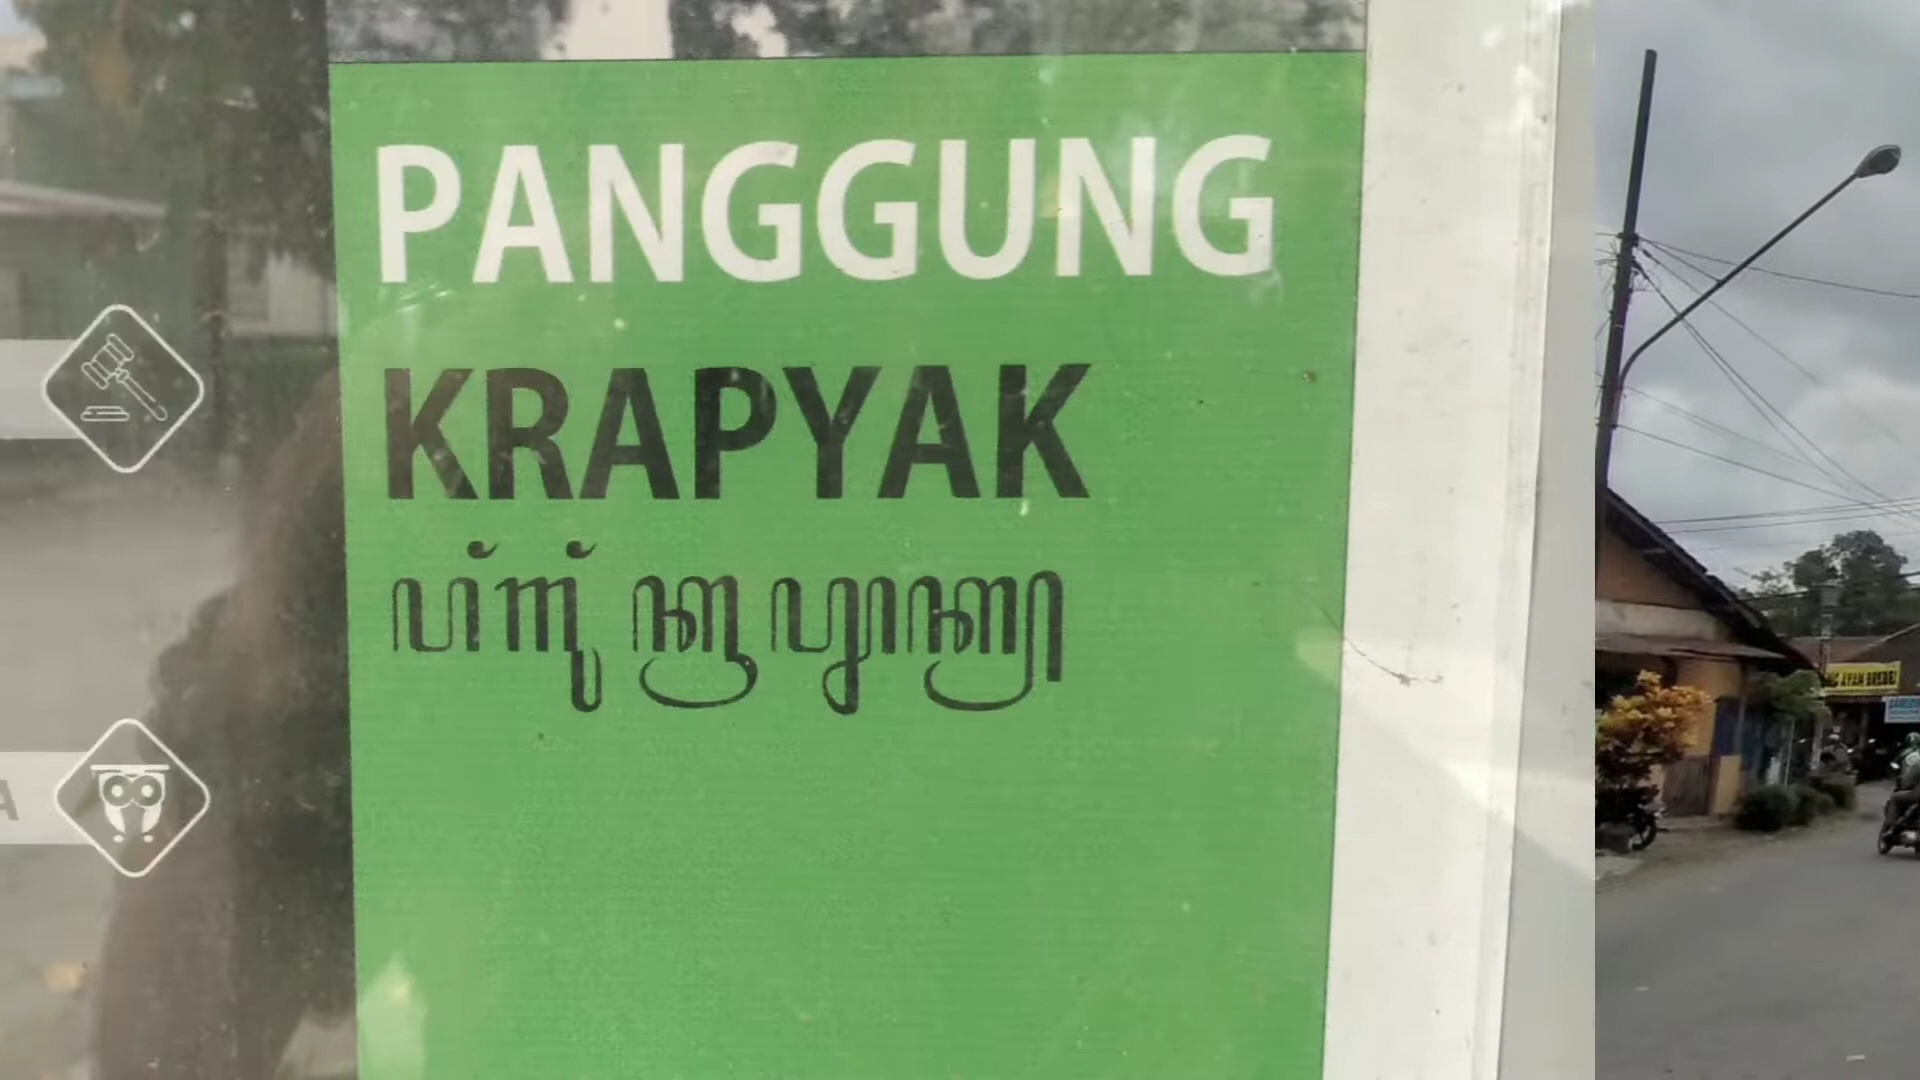 PANGGUNG
KRAPYAK
ꦥꦁꦒꦸꦁ ꦏꦿꦥꦾꦏ꧀
A